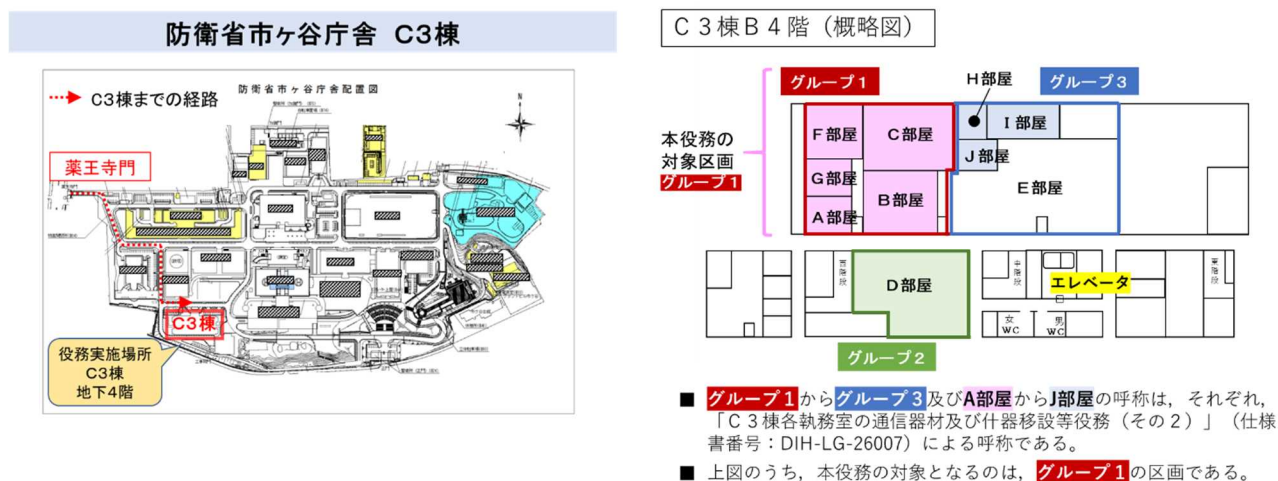 防衛省市ヶ谷庁舎 C3棟
C3棟までの経路
防衛省市ヶ谷庁舎配置図
N
薬王寺門
C3棟
役務実施場所
C3棟
地下4階
C3棟B4階（概略図）
グループ1
H部屋
グループ3
本役務の
対象区画
グループ1
F部屋
C部屋
I部屋
J部屋
G部屋
E部屋
B部屋
A部屋
D部屋
エレベータ
女
WC
男
WC
グループ2
■ グループ1からグループ3及びA部屋からJ部屋の呼称は，それぞれ，
「C3棟各執務室の通信器材及び什器移設等役務（その2）」（仕様
書番号：DIH-LG-26007）による呼称である。
■ 上図のうち，本役務の対象となるのは，グループ1の区画である。